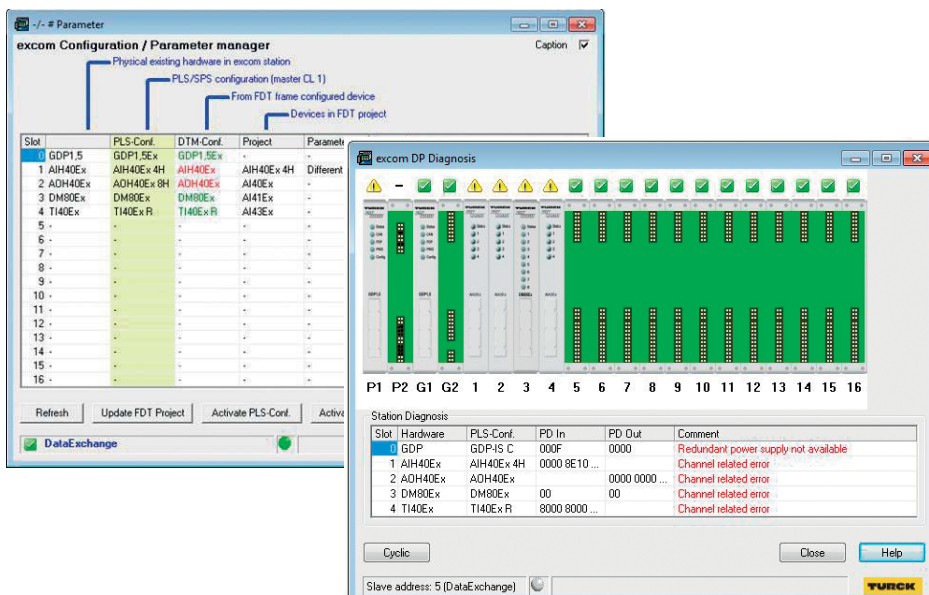 -/- # Parameter
excom Configuration / Parameter manager
Caption
Physical existing hardware in excom station
PLS/SPS configuration (master CL 1)
From FDT frame configured device
Devices in FDT project
Slot PLS-Conf. DTM-Conf. Project Paramete
0 GDP1,5 GDP1,5Ex GDP1,5Ex - -
1 AIH40Ex AIH40Ex 4H AIH40Ex AIH40Ex 4H Different
2 AOH40Ex AOH40Ex 8H AOH40Ex AI40Ex -
3 DM80Ex DM80Ex DM80Ex AI41Ex -
4 TI40Ex TI40Ex R TI40Ex R AI43Ex -
5 - - - - -
6 - - - - -
7 - - - - -
8 - - - - -
9 - - - - -
10 - - - - -
11 - - - - -
12 - - - - -
13 - - - - -
14 - - - - -
15 - - - - -
16 - - - - -
Refresh Update FDT Project Activate PLS-Conf. Activa
DataExchange
excom DP Diagnosis
P1 P2 G1 G2 1 2 3 4 5 6 7 8 9 10 11 12 13 14 15 16
Station Diagnosis
Slot Hardware PLS-Conf. PD In PD Out Comment
0 GDP GDP-IS C 000F 0000 Redundant power supply not available
1 AIH40Ex AIH40Ex 4H 0000 8E10 ... Channel related error
2 AOH40Ex AOH40Ex 0000 0000 ... Channel related error
3 DM80Ex DM80Ex 00 00 Channel related error
4 TI40Ex TI40Ex R 8000 8000 ... Channel related error
Cyclic Close Help
Slave address: 5 (DataExchange) TURCK